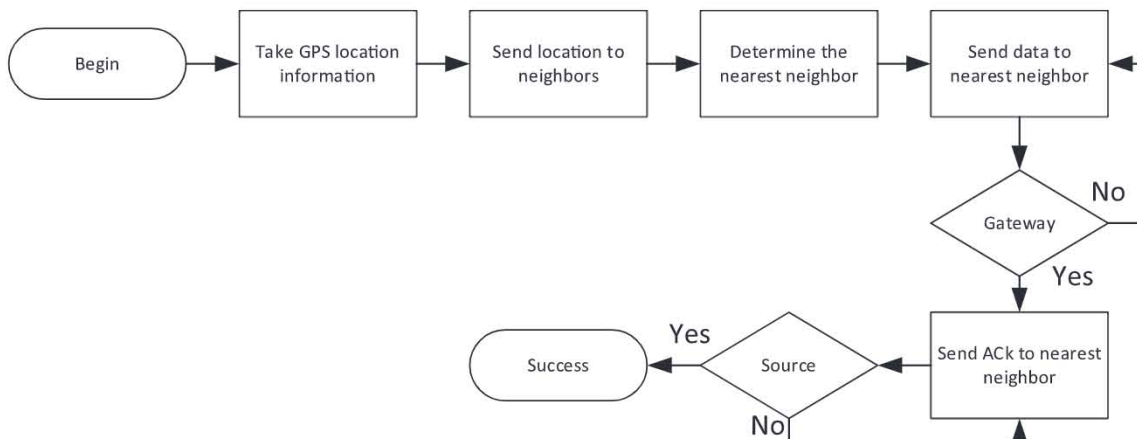 Begin
Take GPS location
information
Send location to
neighbors
Determine the
nearest neighbor
Send data to
nearest neighbor
Gateway
No
Yes
Send ACk to nearest
neighbor
Source
Yes
No
Success